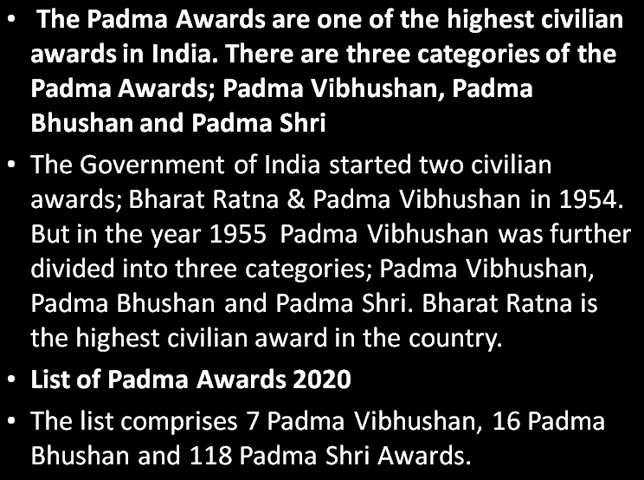 • The Padma Awards are one of the highest civilian
awards in India. There are three categories of the
Padma Awards; Padma Vibhushan, Padma
Bhushan and Padma Shri
• The Government of India started two civilian
awards; Bharat Ratna & Padma Vibhushan in 1954.
But in the year 1955 Padma Vibhushan was further
divided into three categories; Padma Vibhushan,
Padma Bhushan and Padma Shri. Bharat Ratna is
the highest civilian award in the country.
• List of Padma Awards 2020
• The list comprises 7 Padma Vibhushan, 16 Padma
Bhushan and 118 Padma Shri Awards.